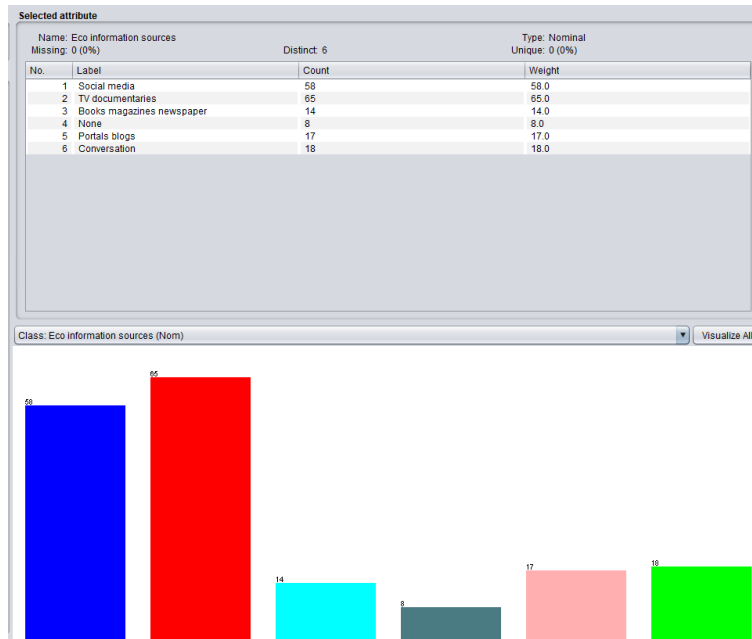 Selected attribute
Name: Eco information sources Type: Nominal
Missing: 0 (0%) Distinct: 6 Unique: 0 (0%)
No. Label Count Weight
1 Social media 58 58.0
2 TV documentaries 65 65.0
3 Books magazines newspaper 14 14.0
4 None 8 8.0
5 Portals blogs 17 17.0
6 Conversation 18 18.0
Class: Eco information sources (Nom) Visualize All
65
58
14
8
17
18